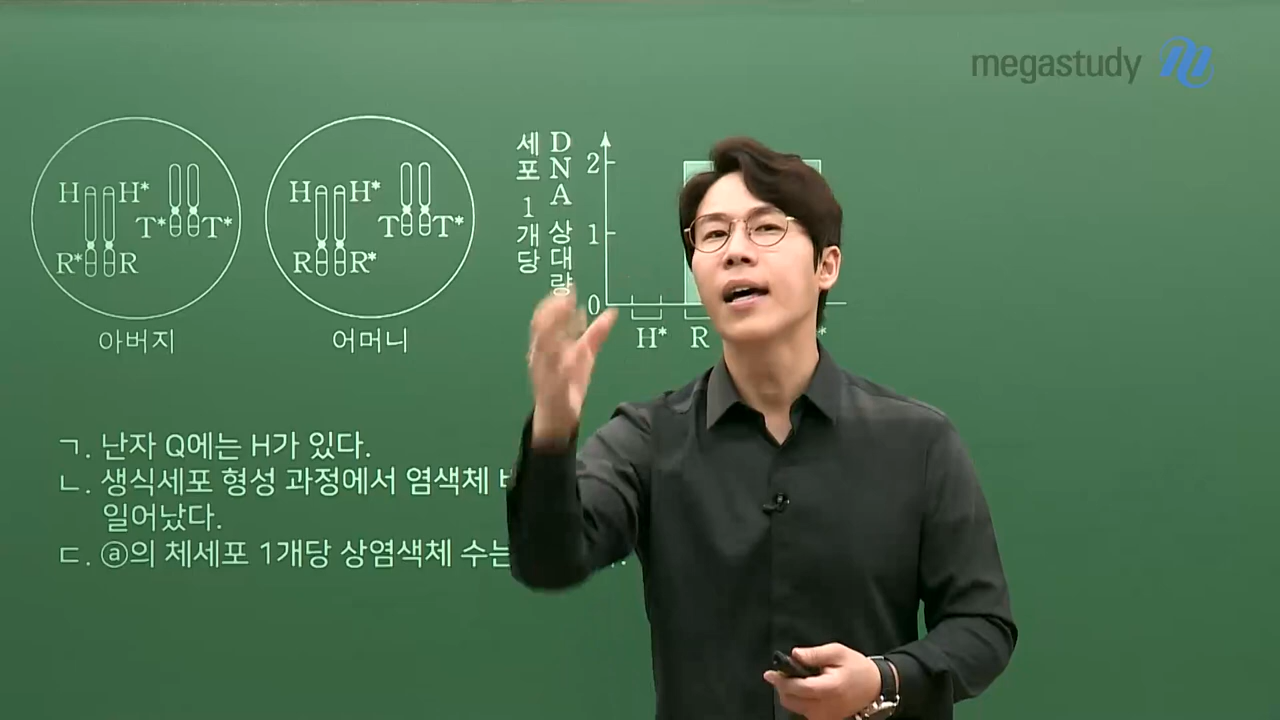 megastudy
세포 1개당
DNA 상대량
2
1
0
H*
R
*
H H*
T* T*
R* R
아버지
H H*
T T*
R R*
어머니
ㄱ. 난자 Q에는 H가 있다.
ㄴ. 생식세포 형성 과정에서 염색체
일어났다.
ㄷ. ⓐ의 체세포 1개당 상염색체 수는